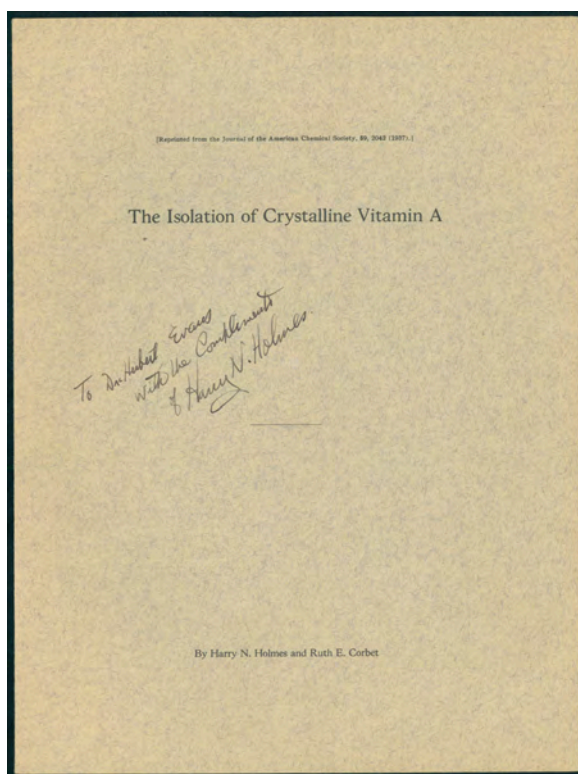 [Reprinted from the Journal of the American Chemical Society, 59, 2042 (1937).]
The Isolation of Crystalline Vitamin A
To Dr. Herbert Evans
with the Compliments
of Harry N. Holmes.
By Harry N. Holmes and Ruth E. Corbet